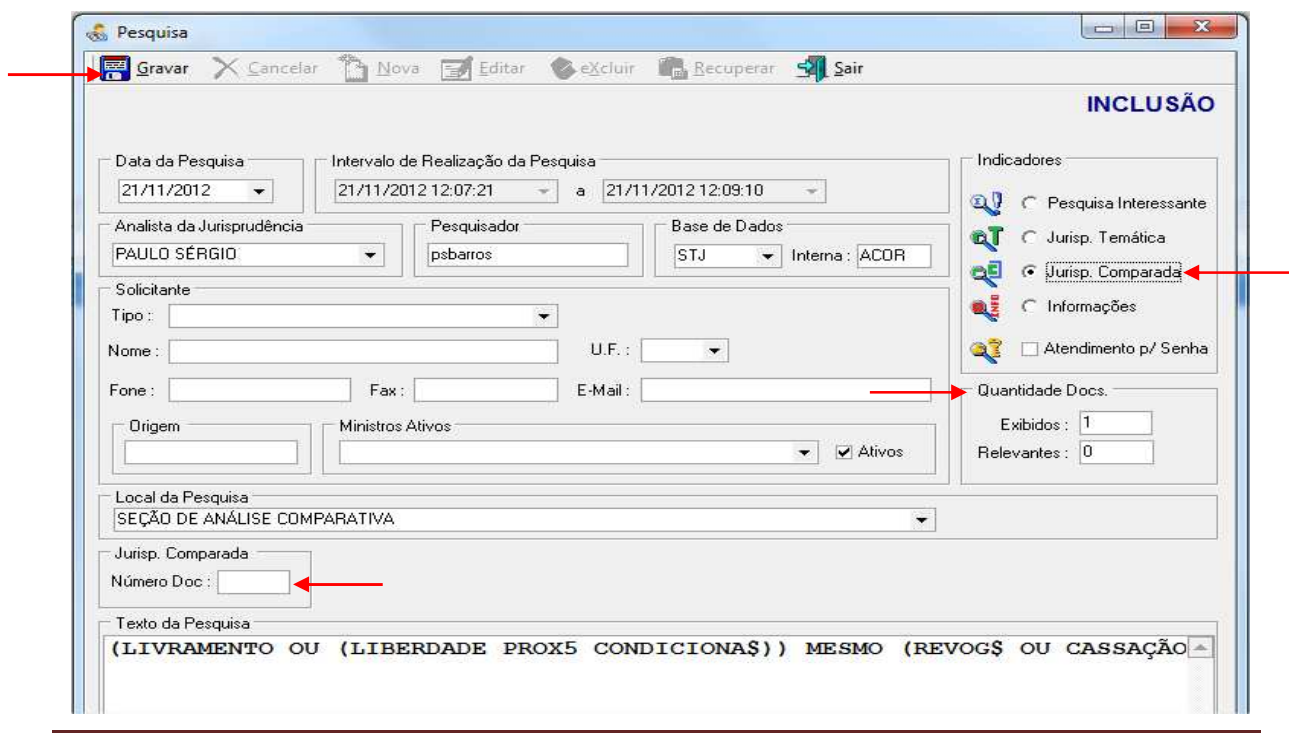 Pesquisa
Gravar Cancelar Nova Editar eXcluir Recuperar Sair
INCLUSÃO
Data da Pesquisa Intervalo de Realização da Pesquisa Indicadores
21/11/2012 21/11/2012 12:07:21 a 21/11/2012 12:09:10
Pesquisa Interessante
Analista da Jurisprudência Pesquisador Base de Dados
Jurisp. Temática
PAULO SÉRGIO psbarros STJ Interna : ACOR
Jurisp. Comparada
Solicitante
Tipo :
INFO Informações
Nome : U.F. :
Atendimento p/ Senha
Fone : Fax : E-Mail :
Quantidade Docs.
Origem Ministros Ativos
Exibidos : 1
Ativos
Relevantes : 0
Local da Pesquisa
SEÇÃO DE ANÁLISE COMPARATIVA
Jurisp. Comparada
Número Doc :
Texto da Pesquisa
(LIVRAMENTO OU (LIBERDADE PROX5 CONDICIONA$)) MESMO (REVOG$ OU CASSAÇÃO